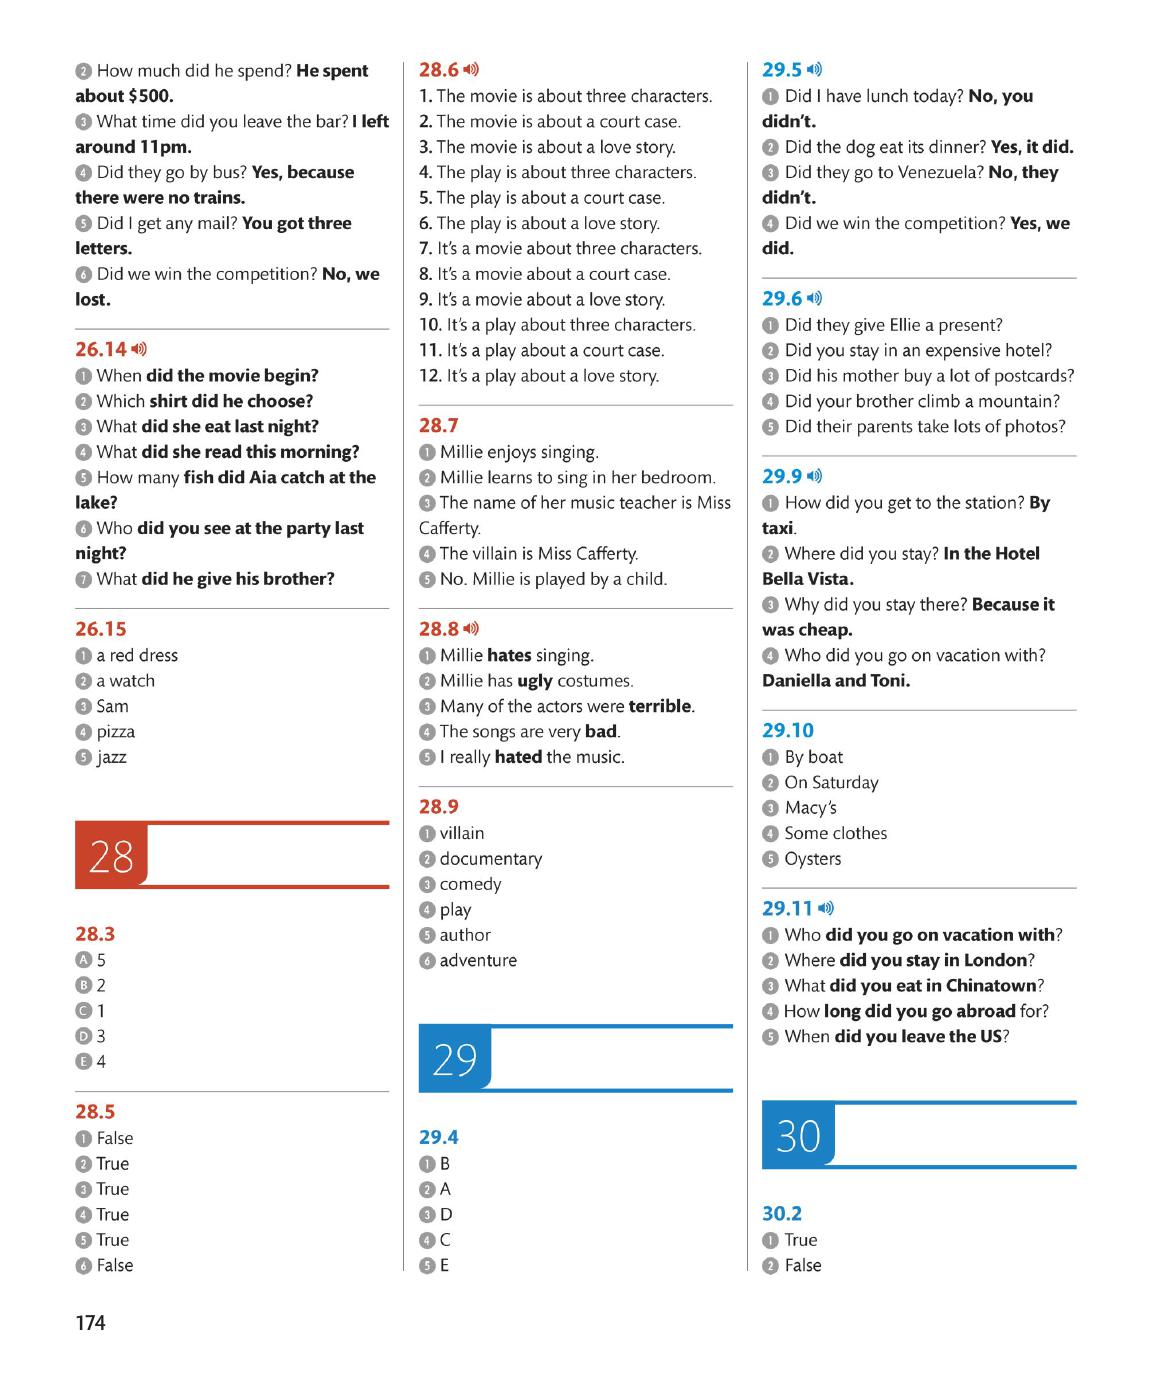 2 How much did he spend? He spent
about $500.
3 What time did you leave the bar? I left
around 11pm.
4 Did they go by bus? Yes, because
there were no trains.
5 Did I get any mail? You got three
letters.
6 Did we win the competition? No, we
lost.
26.14
1 When did the movie begin?
2 Which shirt did he choose?
3 What did she eat last night?
4 What did she read this morning?
5 How many fish did Aia catch at the
lake?
6 Who did you see at the party last
night?
7 What did he give his brother?
26.15
1 a red dress
2 a watch
3 Sam
4 pizza
5 jazz
28
28.3
A 5
B 2
C 1
D 3
E 4
28.5
1 False
2 True
3 True
4 True
5 True
6 False
28.6
1. The movie is about three characters.
2. The movie is about a court case.
3. The movie is about a love story.
4. The play is about three characters.
5. The play is about a court case.
6. The play is about a love story.
7. It's a movie about three characters.
8. It's a movie about a court case.
9. It's a movie about a love story.
10. It's a play about three characters.
11. It's a play about a court case.
12. It's a play about a love story.
28.7
1 Millie enjoys singing.
2 Millie learns to sing in her bedroom.
3 The name of her music teacher is Miss
Cafferty.
4 The villain is Miss Cafferty.
5 No. Millie is played by a child.
28.8
1 Millie hates singing.
2 Millie has ugly costumes.
3 Many of the actors were terrible.
4 The songs are very bad.
5 I really hated the music.
28.9
1 villain
2 documentary
3 comedy
4 play
5 author
6 adventure
29
29.4
1 B
2 A
3 D
4 C
5 E
29.5
1 Did I have lunch today? No, you
didn't.
2 Did the dog eat its dinner? Yes, it did.
3 Did they go to Venezuela? No, they
didn't.
4 Did we win the competition? Yes, we
did.
29.6
1 Did they give Ellie a present?
2 Did you stay in an expensive hotel?
3 Did his mother buy a lot of postcards?
4 Did your brother climb a mountain?
5 Did their parents take lots of photos?
29.9
1 How did you get to the station? By
taxi.
2 Where did you stay? In the Hotel
Bella Vista.
3 Why did you stay there? Because it
was cheap.
4 Who did you go on vacation with?
Daniella and Toni.
29.10
1 By boat
2 On Saturday
3 Macy's
4 Some clothes
5 Oysters
29.11
1 Who did you go on vacation with?
2 Where did you stay in London?
3 What did you eat in Chinatown?
4 How long did you go abroad for?
5 When did you leave the US?
30
30.2
1 True
2 False
174